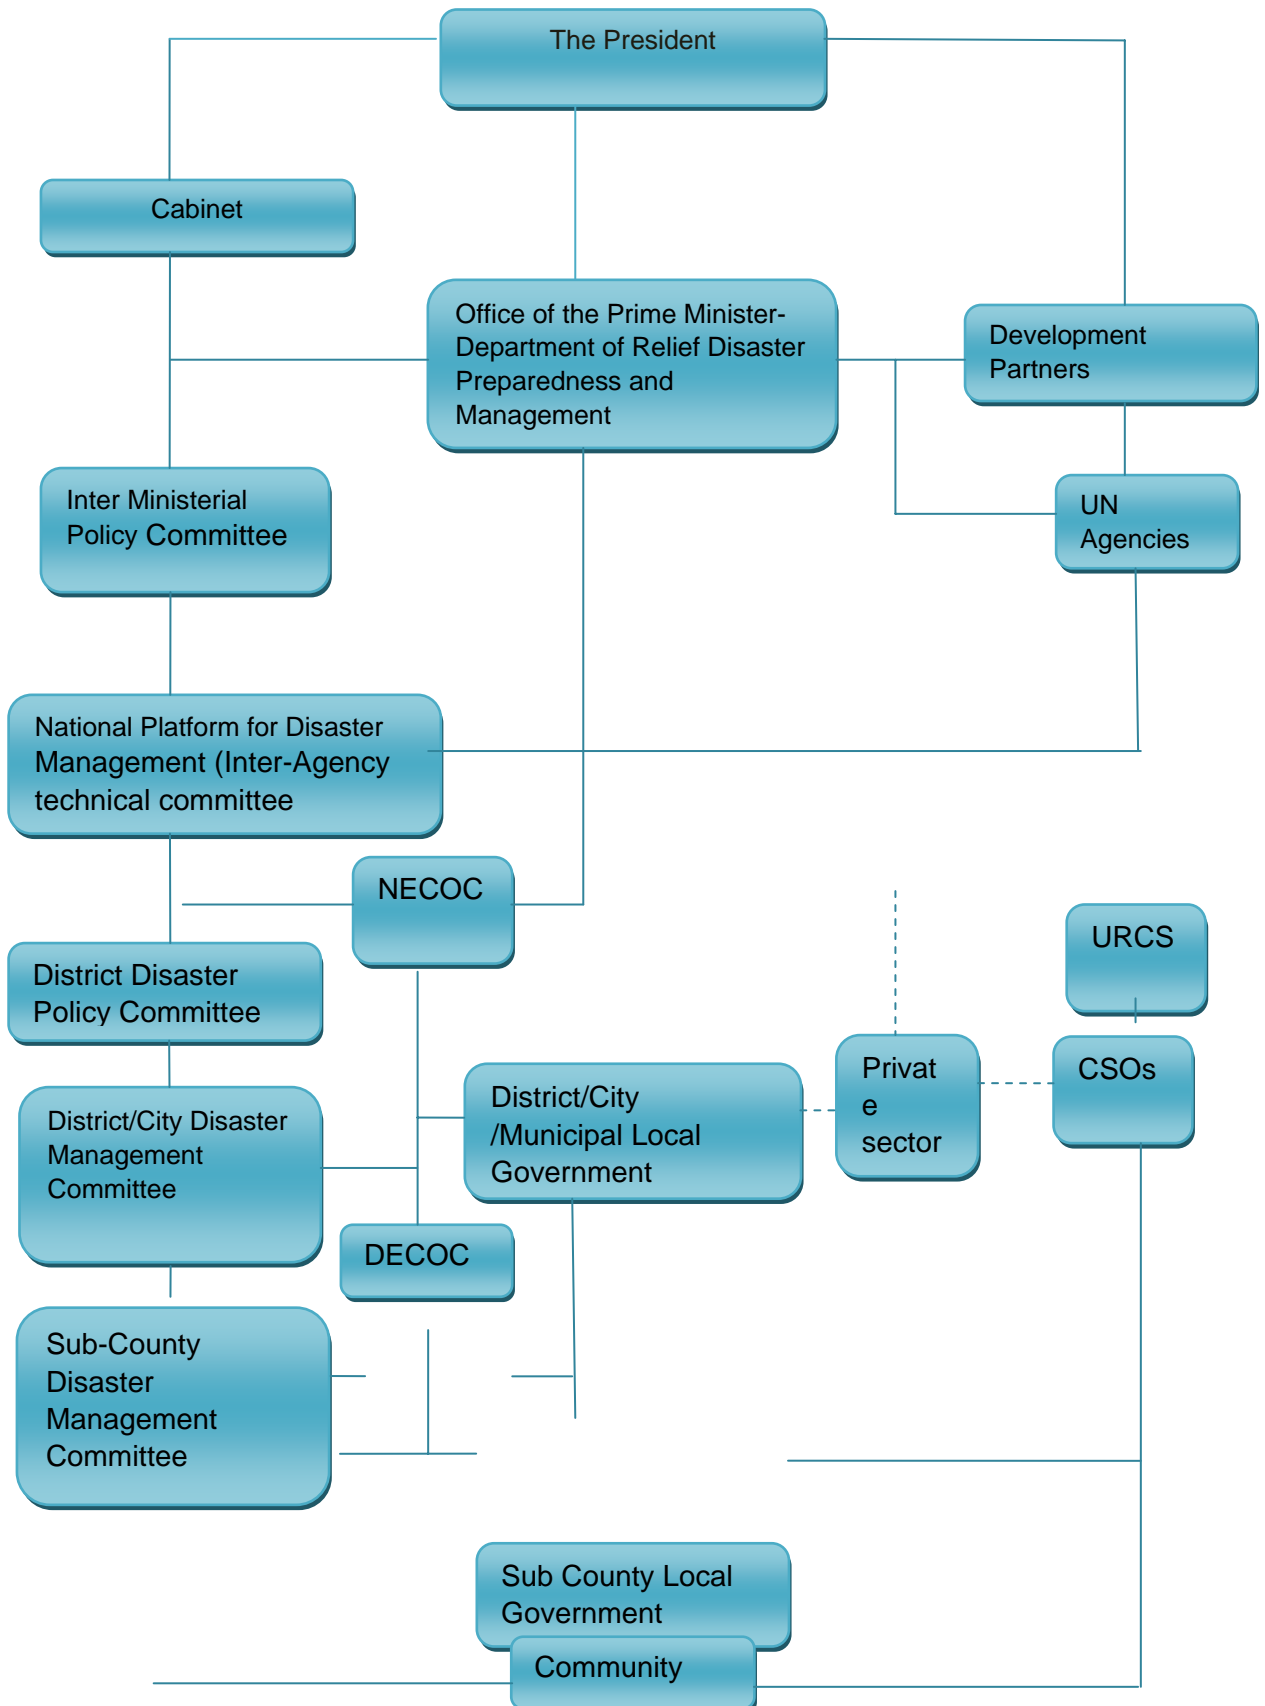 The President
Cabinet
Office of the Prime Minister-
Department of Relief Disaster
Preparedness and
Management
Development
Partners
Inter Ministerial
Policy Committee
UN
Agencies
National Platform for Disaster
Management (Inter-Agency
technical committee
NECOC
URCS
District Disaster
Policy Committee
Privat
e
sector
CSOs
District/City
/Municipal Local
Government
District/City Disaster
Management
Committee
DECOC
Sub-County
Disaster
Management
Committee
Sub County Local
Government
Community